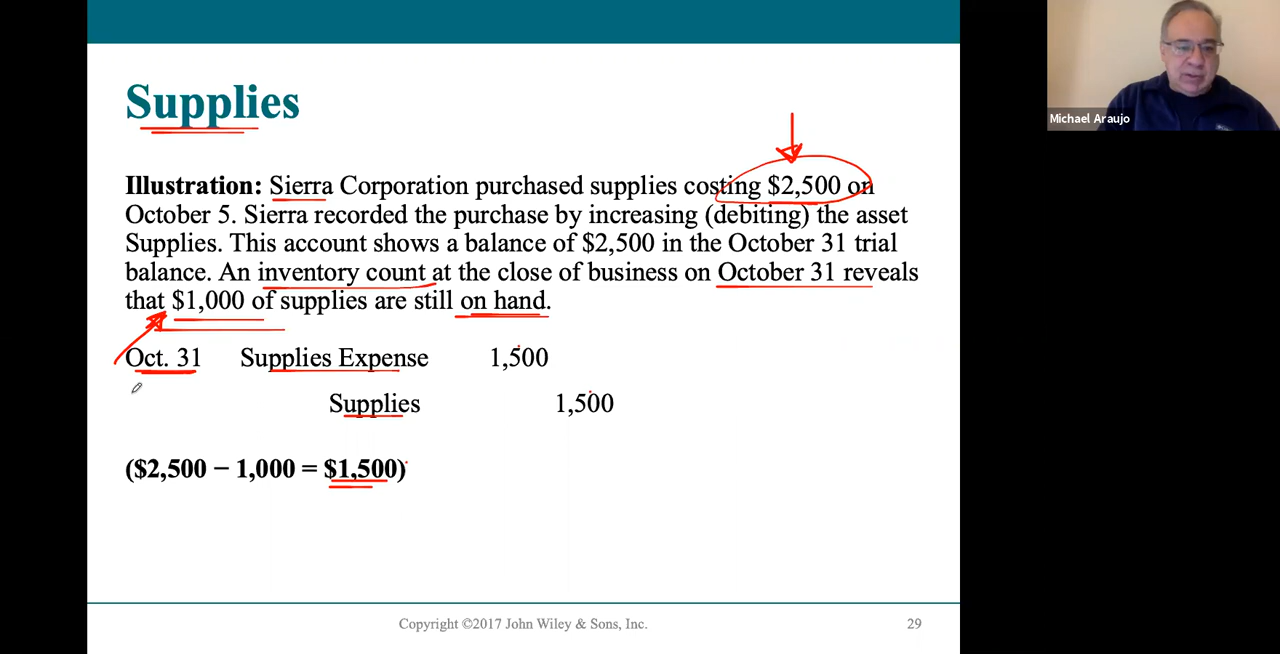 Supplies
Michael Araujo
Illustration: Sierra Corporation purchased supplies costing $2,500 on
October 5. Sierra recorded the purchase by increasing (debiting) the asset
Supplies. This account shows a balance of $2,500 in the October 31 trial
balance. An inventory count at the close of business on October 31 reveals
that $1,000 of supplies are still on hand.
Oct. 31 Supplies Expense 1,500
Supplies 1,500
($2,500 − 1,000 = $1,500)
Copyright ©2017 John Wiley & Sons, Inc. 29